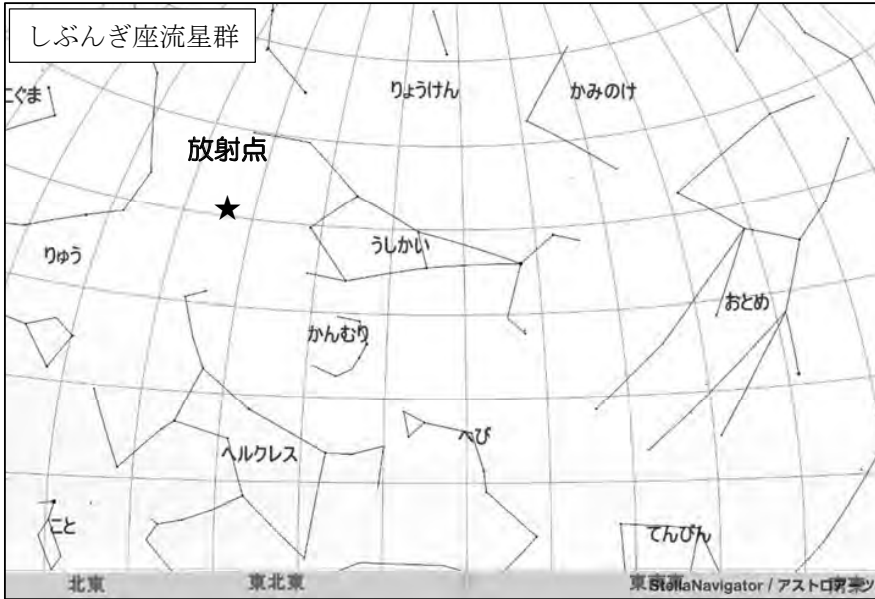 しぶんぎ座流星群
りょうけん
かみのけ
こぐま
放射点
りゅう
うしかい
おとめ
かんむり
ヘルクレス
へび
こと
てんびん
北東
東北東
StellaNavigator / アストロアーツ